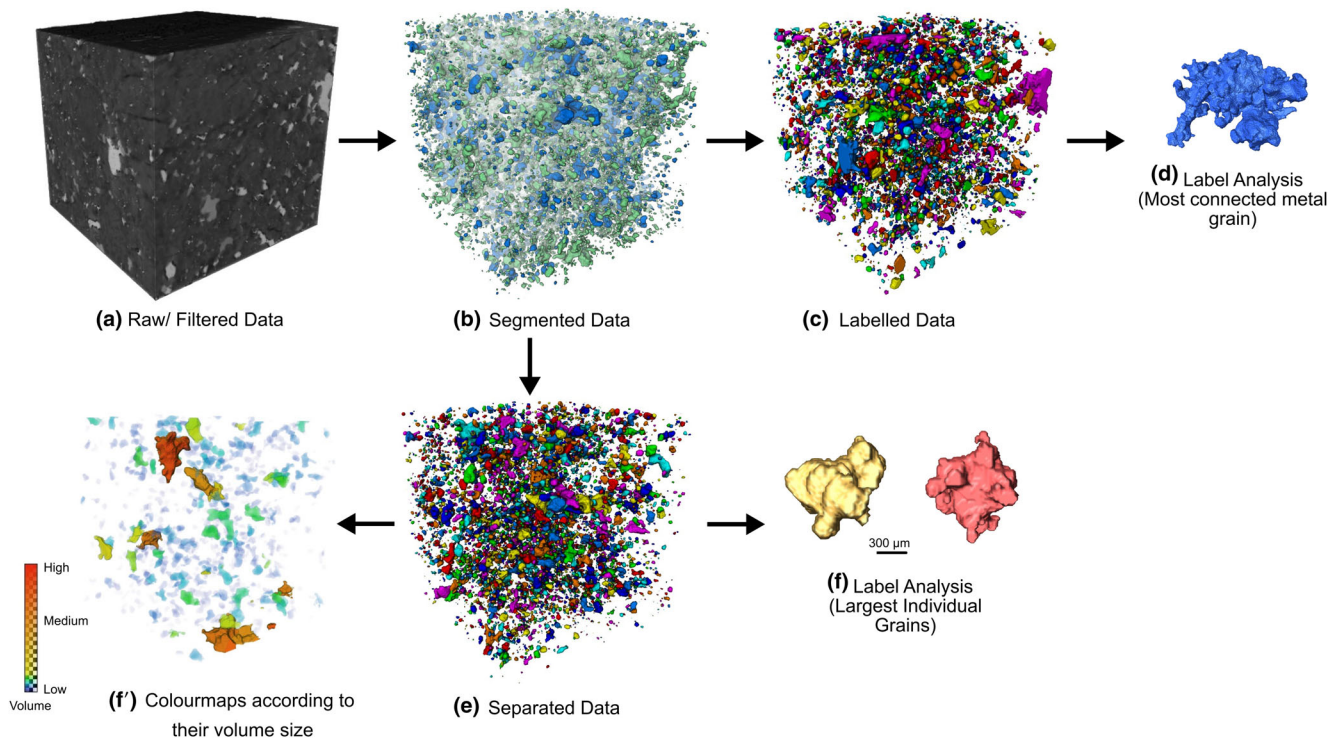 (a) Raw/ Filtered Data
(b) Segmented Data
(c) Labelled Data
(d) Label Analysis
(Most connected metal
grain)
High
Medium
Low
Volume
(f′) Colourmaps according to
their volume size
(e) Separated Data
300 µm
(f) Label Analysis
(Largest Individual
Grains)